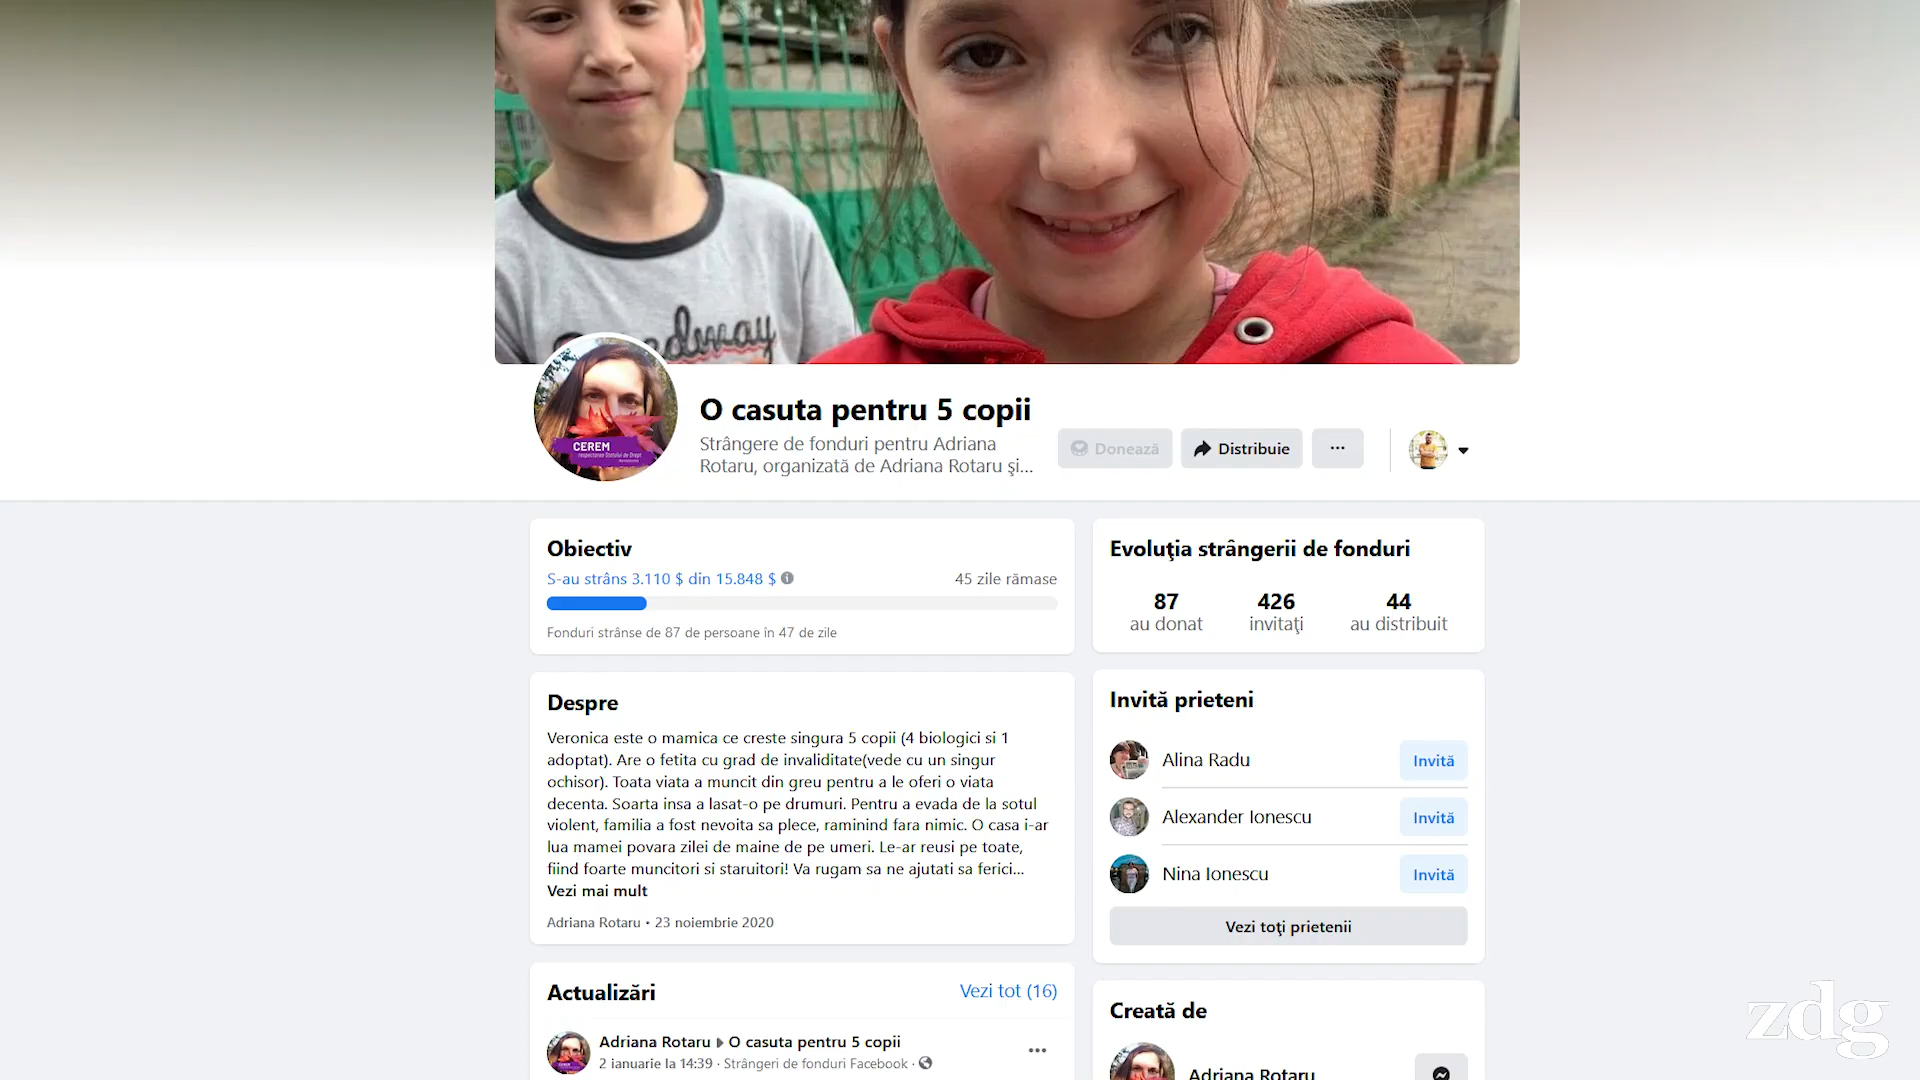 CEREM
respectarea Statului de Drept
O casuta pentru 5 copii
Strângere de fonduri pentru Adriana
Rotaru, organizată de Adriana Rotaru şi...
Donează
Distribuie
Obiectiv
S-au strâns 3.110 $ din 15.848 $
45 zile rămase
Fonduri strânse de 87 de persoane în 47 de zile
Despre
Veronica este o mamica ce creste singura 5 copii (4 biologici si 1
adoptat). Are o fetita cu grad de invaliditate(vede cu un singur
ochisor). Toata viata a muncit din greu pentru a le oferi o viata
decenta. Soarta insa a lasat-o pe drumuri. Pentru a evada de la sotul
violent, familia a fost nevoita sa plece, raminind fara nimic. O casa i-ar
lua mamei povara zilei de maine de pe umeri. Le-ar reusi pe toate,
fiind foarte muncitori si staruitori! Va rugam sa ne ajutati sa ferici...
Vezi mai mult
Adriana Rotaru • 23 noiembrie 2020
Actualizări
Vezi tot (16)
Adriana Rotaru ▸ O casuta pentru 5 copii
2 ianuarie la 14:39 · Strângeri de fonduri Facebook ·
Evoluţia strângerii de fonduri
87
au donat
426
invitaţi
44
au distribuit
Invită prieteni
Alina Radu
Invită
Alexander Ionescu
Invită
Nina Ionescu
Invită
Vezi toţi prietenii
Creată de
Adriana Rotaru
zdg